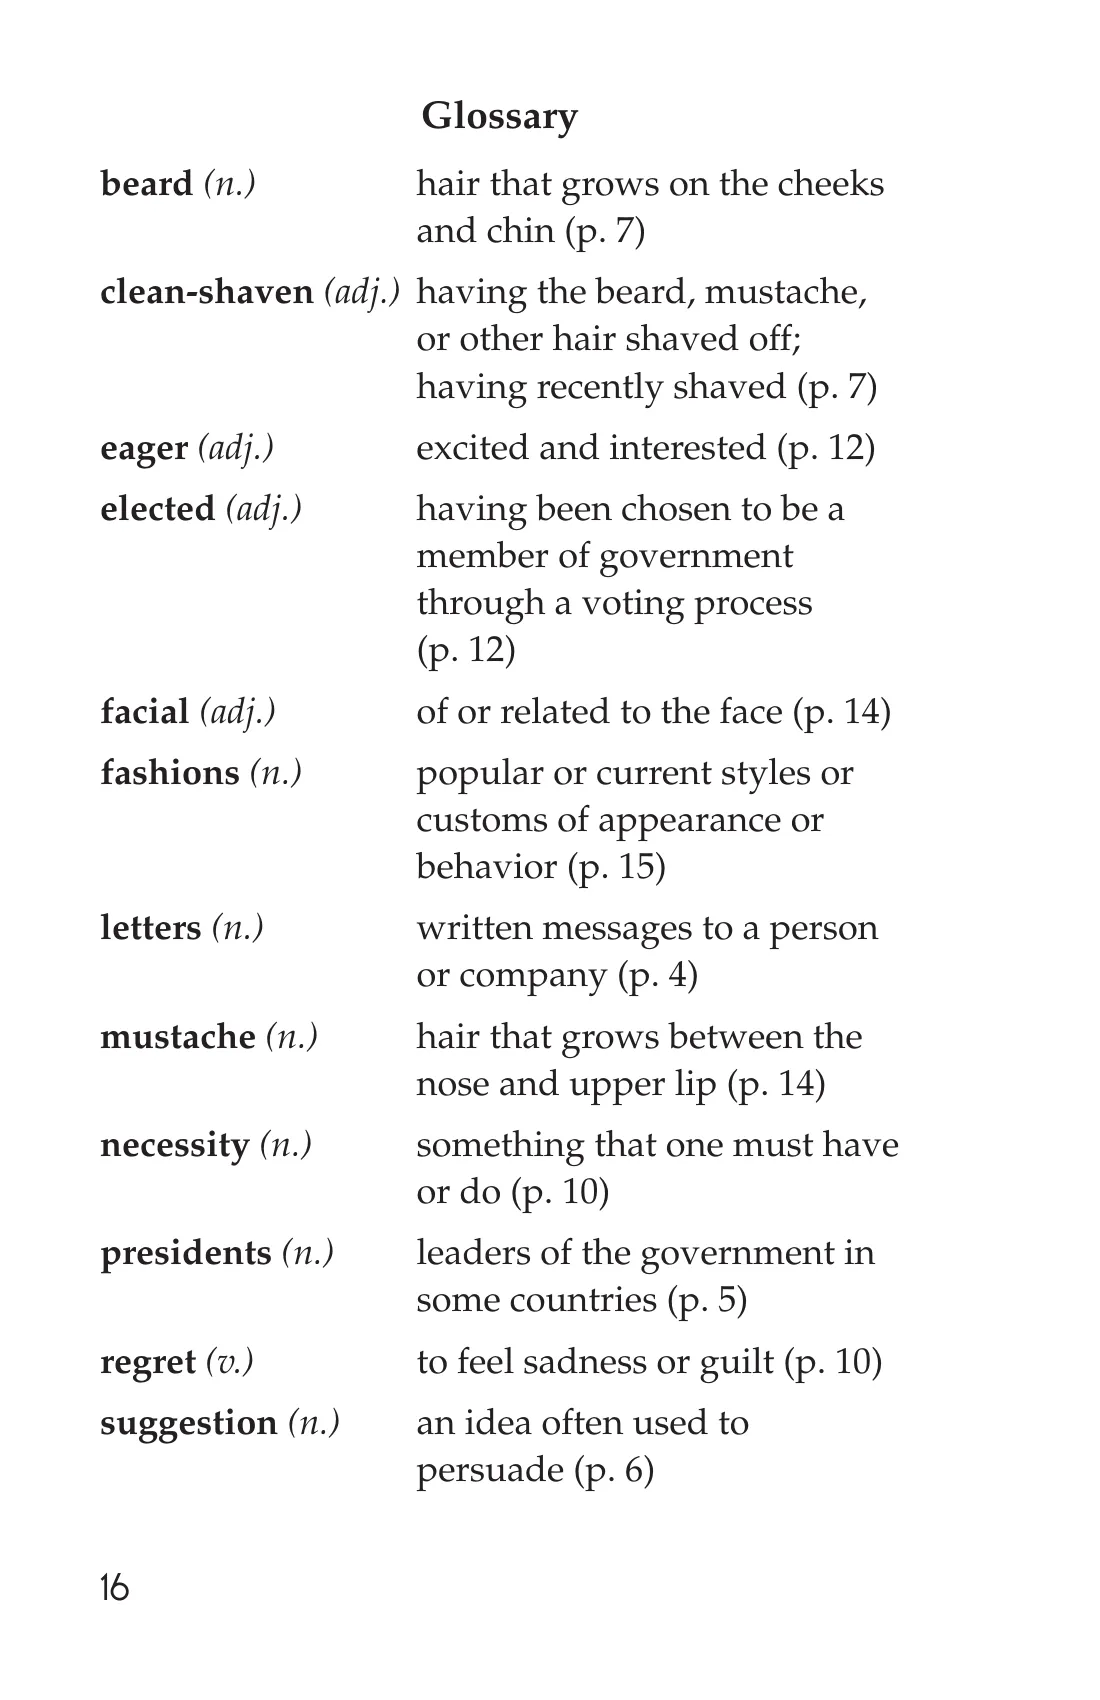 Glossary
beard (n.) hair that grows on the cheeks
and chin (p. 7)
clean-shaven (adj.) having the beard, mustache,
or other hair shaved off;
having recently shaved (p. 7)
eager (adj.) excited and interested (p. 12)
elected (adj.) having been chosen to be a
member of government
through a voting process
(p. 12)
facial (adj.) of or related to the face (p. 14)
fashions (n.) popular or current styles or
customs of appearance or
behavior (p. 15)
letters (n.) written messages to a person
or company (p. 4)
mustache (n.) hair that grows between the
nose and upper lip (p. 14)
necessity (n.) something that one must have
or do (p. 10)
presidents (n.) leaders of the government in
some countries (p. 5)
regret (v.) to feel sadness or guilt (p. 10)
suggestion (n.) an idea often used to
persuade (p. 6)
16